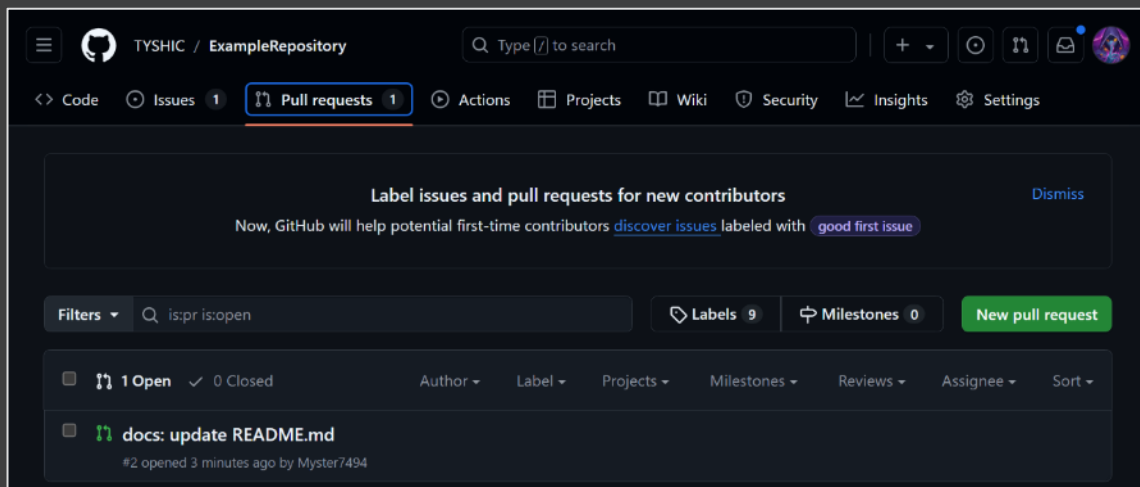 TYSHIC / ExampleRepository Type / to search
Code Issues 1 Pull requests 1 Actions Projects Wiki Security Insights Settings
Label issues and pull requests for new contributors Dismiss
Now, GitHub will help potential first-time contributors discover issues labeled with good first issue
Filters is:pr is:open Labels 9 Milestones 0 New pull request
1 Open 0 Closed Author Label Projects Milestones Reviews Assignee Sort
docs: update README.md
#2 opened 3 minutes ago by Myster7494